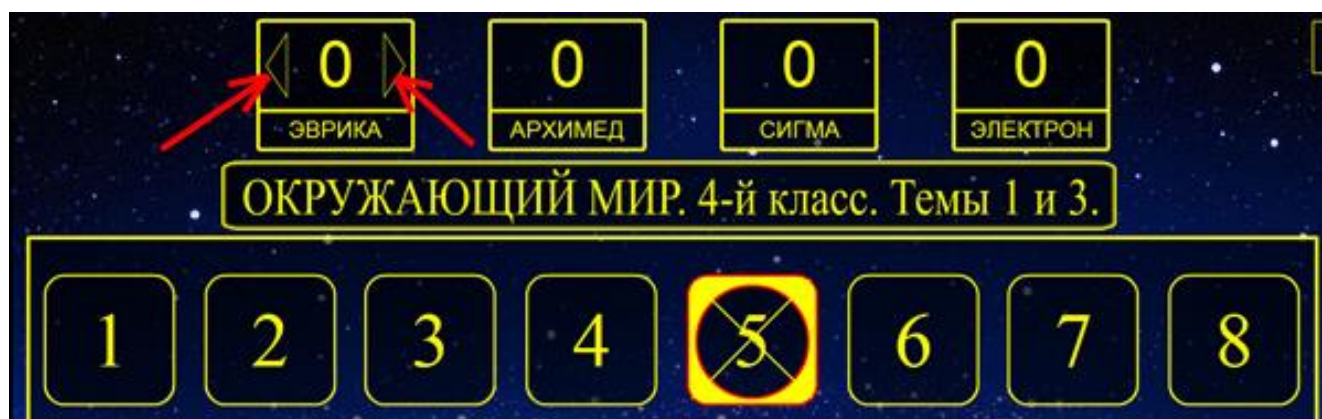 0 0 0 0
ЭВРИКА АРХИМЕД СИГМА ЭЛЕКТРОН
ОКРУЖАЮЩИЙ МИР. 4-й класс. Темы 1 и 3.
1 2 3 4 5 6 7 8